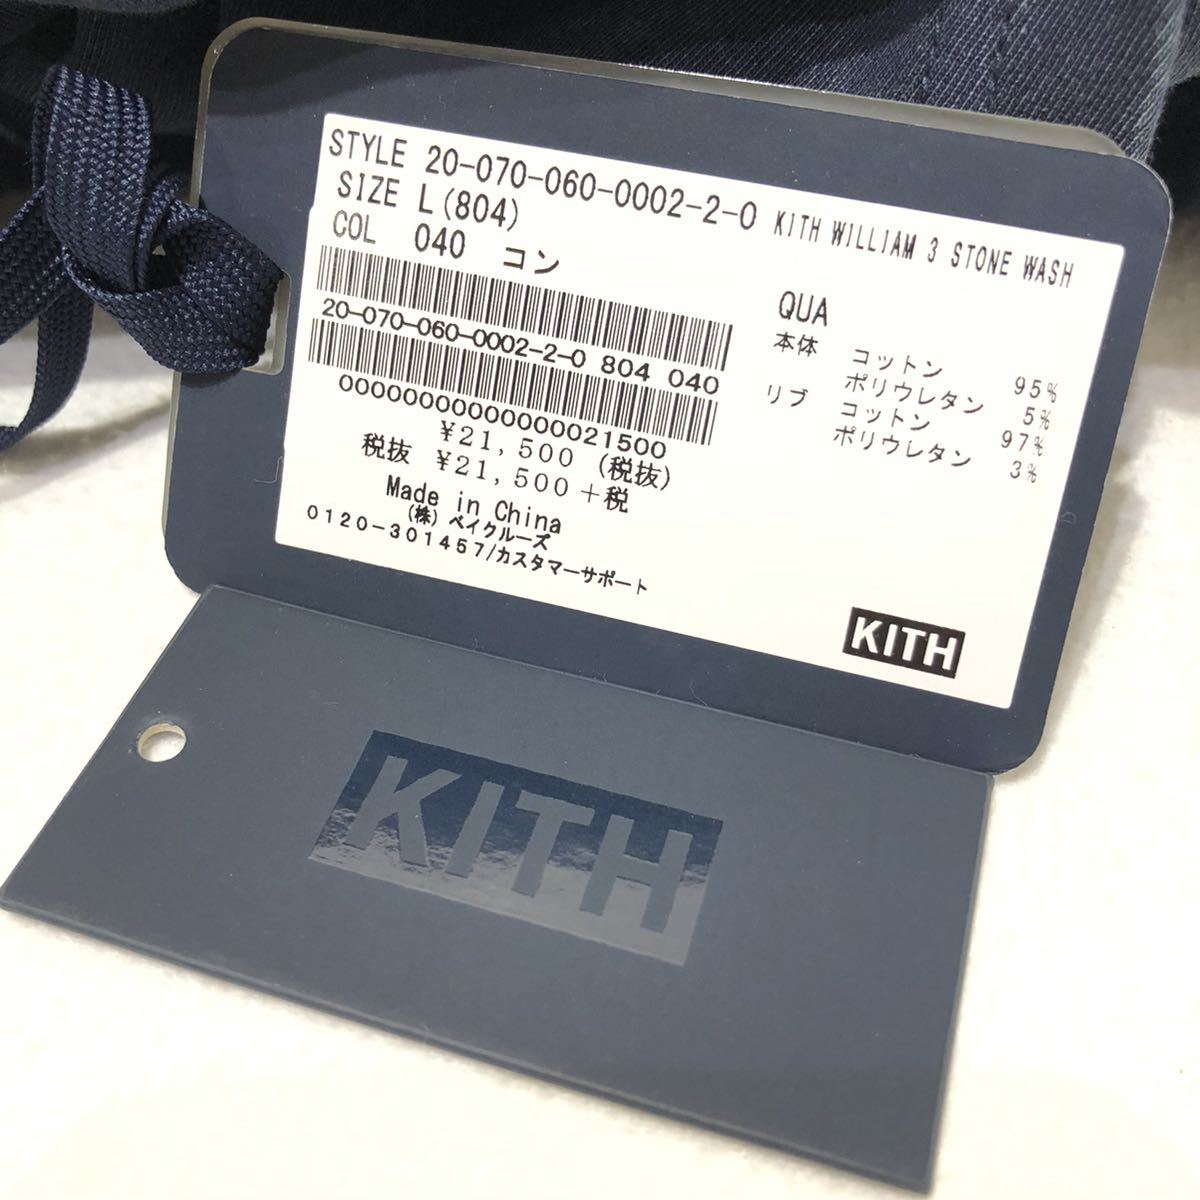 STYLE 20-070-060-0002-2-0 KITH WILLIAM 3 STONE WASH
SIZE L(804)
COL 040 コン
20-070-060-0002-2-0 804 040
0000000000000021500
¥21,500 (税抜)
税抜 ¥21,500+税
Made in China
(株) ベイクルーズ
0120-301457/カスタマーサポート
QUA
本体 コットン 95%
ポリウレタン 5%
リブ コットン 97%
ポリウレタン 3%
KITH
KITH